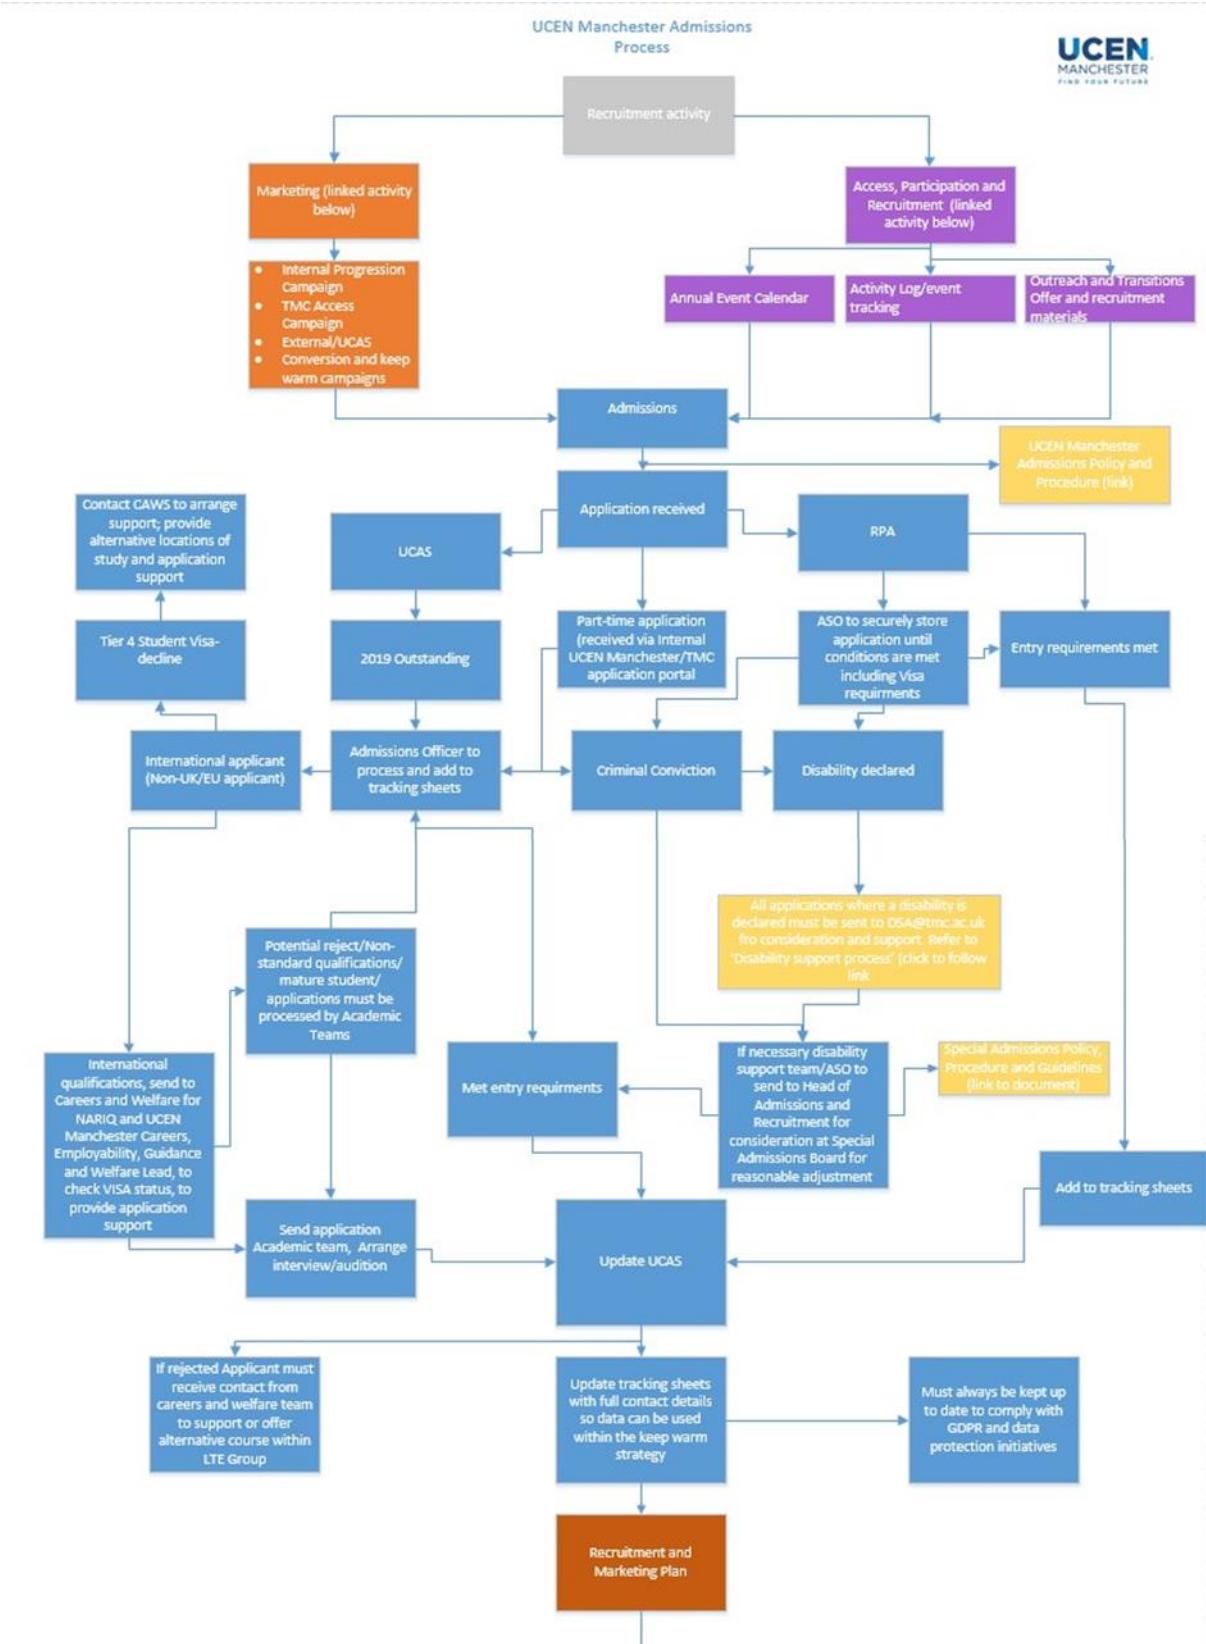 UCEN Manchester Admissions
Process
UCEN
MANCHESTER
FIND YOUR FUTURE
Recruitment activity
Marketing (linked activity
below)
Access, Participation and
Recruitment (linked
activity below)
Internal Progression
Campaign
TMC Access
Campaign
External/UCAS
Conversion and keep
warm campaigns
Annual Event Calendar
Activity Log/event
tracking
Outreach and Transitions
Offer and recruitment
materials
Admissions
UCEN Manchester
Admissions Policy and
Procedure (link)
Contact CAWS to arrange
support; provide
alternative locations of
study and application
support
UCAS
Application received
RPA
Tier 4 Student Visa-
decline
2019 Outstanding
Part-time application
(received via Internal
UCEN Manchester/TMC
application portal
ASO to securely store
application until
conditions are met
including Visa
requirments
Entry requirements met
International applicant
(Non-UK/EU applicant)
Admissions Officer to
process and add to
tracking sheets
Criminal Conviction
Disability declared
All applications where a disability is
declared must be sent to DSA@tmc.ac.uk
fro consideration and support. Refer to
'Disability support process' (click to follow
link
Potential reject/Non-
standard qualifications/
mature student/
applications must be
processed by Academic
Teams
International
qualifications, send to
Careers and Welfare for
NARIQ and UCEN
Manchester Careers,
Employability, Guidance
and Welfare Lead, to
check VISA status, to
provide application
support
Met entry requirments
If necessary disability
support team/ASO to
send to Head of
Admissions and
Recruitment for
consideration at Special
Admissions Board for
reasonable adjustment
Special Admissions Policy,
Procedure and Guidelines
(link to document)
Add to tracking sheets
Send application
Academic team, Arrange
interview/audition
Update UCAS
If rejected Applicant must
receive contact from
careers and welfare team
to support or offer
alternative course within
LTE Group
Update tracking sheets
with full contact details
so data can be used
within the keep warm
strategy
Must always be kept up
to date to comply with
GDPR and data
protection initiatives
Recruitment and
Marketing Plan